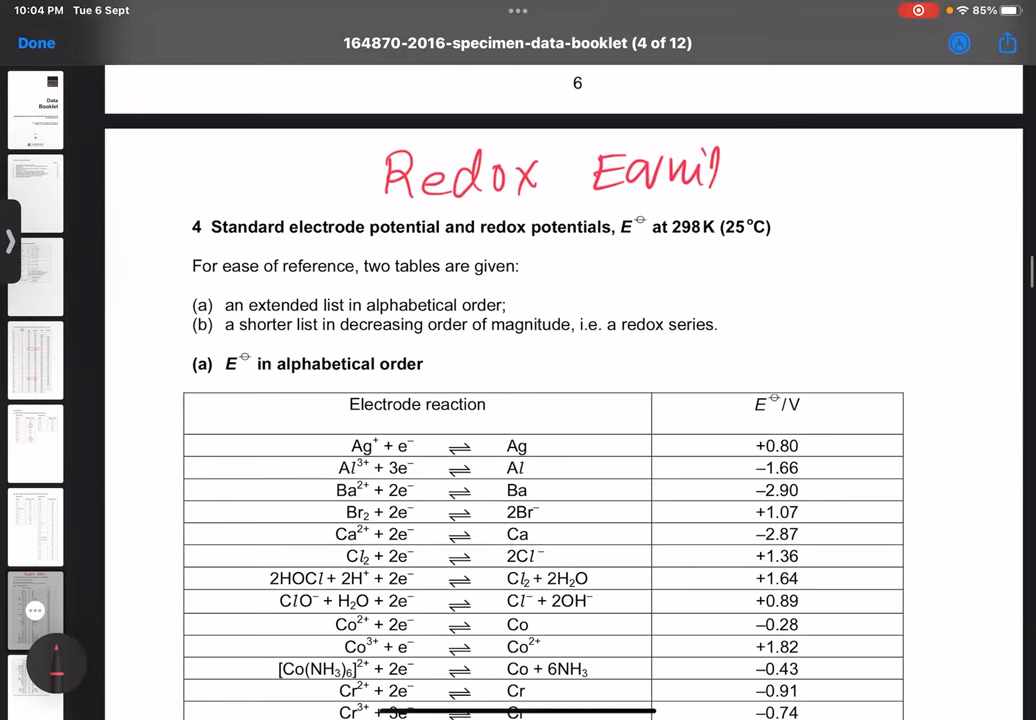 10:04 PM Tue 6 Sept
85%
Done
164870-2016-specimen-data-booklet (4 of 12)
Data
Booklet
6
Redox Equil
4 Standard electrode potential and redox potentials, E⦵ at 298 K (25 °C)
For ease of reference, two tables are given:
(a) an extended list in alphabetical order;
(b) a shorter list in decreasing order of magnitude, i.e. a redox series.
(a) E⦵ in alphabetical order
Electrode reaction E⦵/V
Ag⁺ + e⁻ ⇌ Ag +0.80
Al³⁺ + 3e⁻ ⇌ Al –1.66
Ba²⁺ + 2e⁻ ⇌ Ba –2.90
Br₂ + 2e⁻ ⇌ 2Br⁻ +1.07
Ca²⁺ + 2e⁻ ⇌ Ca –2.87
Cl₂ + 2e⁻ ⇌ 2Cl⁻ +1.36
2HOCl + 2H⁺ + 2e⁻ ⇌ Cl₂ + 2H₂O +1.64
ClO⁻ + H₂O + 2e⁻ ⇌ Cl⁻ + 2OH⁻ +0.89
Co²⁺ + 2e⁻ ⇌ Co –0.28
Co³⁺ + e⁻ ⇌ Co²⁺ +1.82
[Co(NH₃)₆]²⁺ + 2e⁻ ⇌ Co + 6NH₃ –0.43
Cr²⁺ + 2e⁻ ⇌ Cr –0.91
Cr³⁺ + 3e⁻ ⇌ Cr –0.74